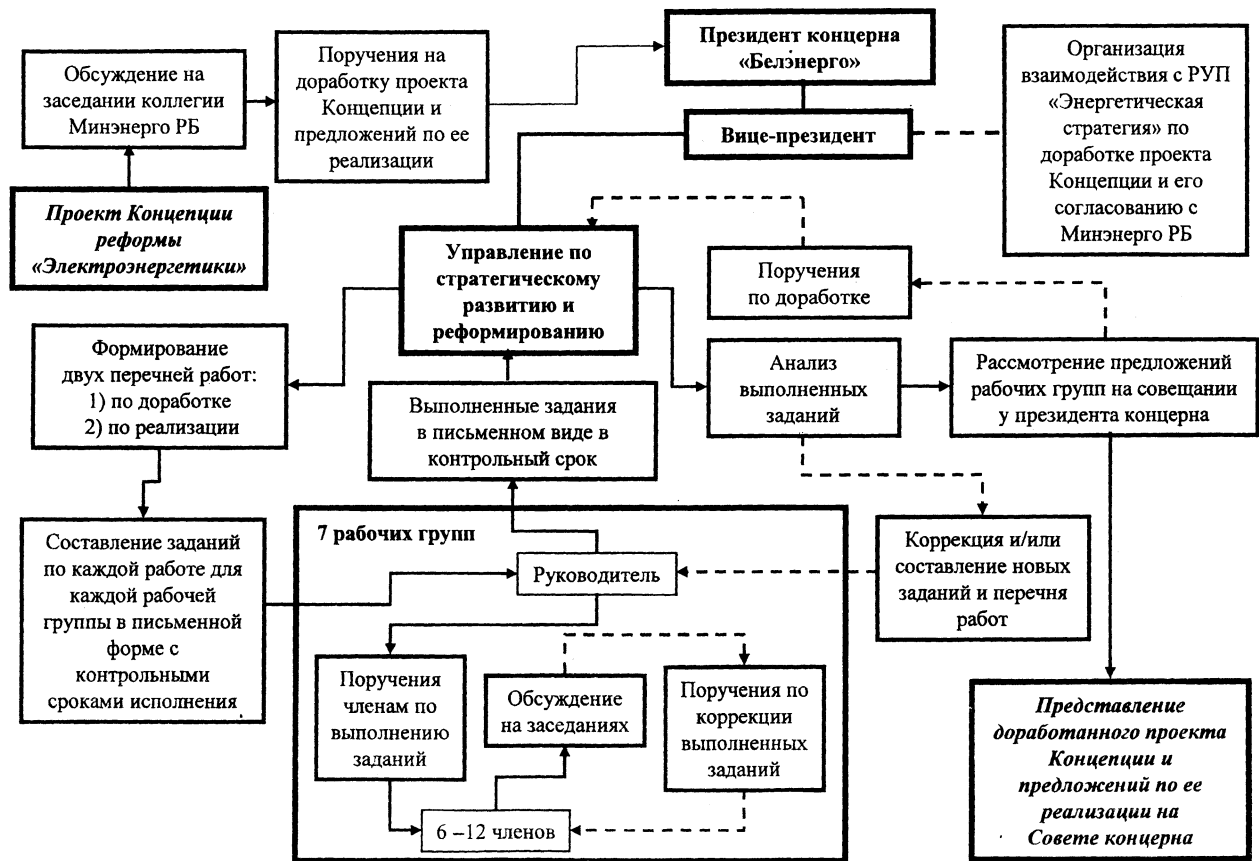 Обсуждение на
заседании коллегии
Минэнерго РБ
Поручения на
доработку проекта
Концепции и
предложений по ее
реализации
Президент концерна
«Белэнерго»
Вице-президент
Организация
взаимодействия с РУП
«Энергетическая
стратегия» по
доработке проекта
Концепции и его
согласованию с
Минэнерго РБ
Проект Концепции
реформы
«Электроэнергетики»
Управление по
стратегическому
развитию и
реформированию
Поручения
по доработке
Формирование
двух перечней работ:
1) по доработке
2) по реализации
Выполненные задания
в письменном виде в
контрольный срок
Анализ
выполненных
заданий
Рассмотрение предложений
рабочих групп на совещании
у президента концерна
Составление заданий
по каждой работе для
каждой рабочей
группы в письменной
форме с
контрольными
сроками исполнения
7 рабочих групп
Руководитель
Коррекция и/или
составление новых
заданий и перечня
работ
Поручения
членам по
выполнению
заданий
Обсуждение
на заседаниях
Поручения по
коррекции
выполненных
заданий
6 –12 членов
Представление
доработанного проекта
Концепции и
предложений по ее
реализации на
Совете концерна